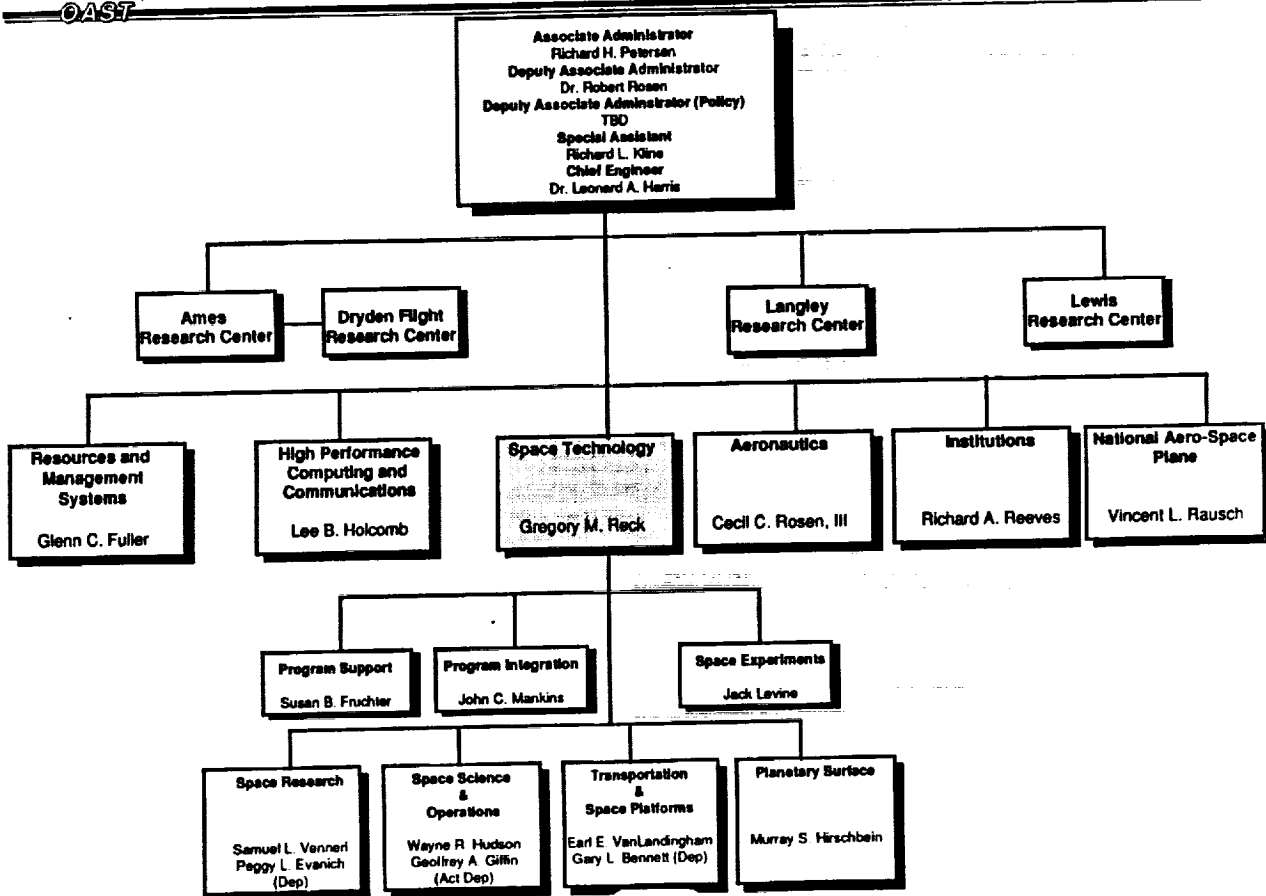 OAST
Associate Administrator
Richard H. Petersen
Deputy Associate Administrator
Dr. Robert Rosen
Deputy Associate Adminstrator (Policy)
TBD
Special Assistant
Richard L. Kline
Chief Engineer
Dr. Leonard A. Harris
Ames
Research Center
Dryden Flight
Research Center
Langley
Research Center
Lewis
Research Center
Resources and
Management
Systems
Glenn C. Fuller
High Performance
Computing and
Communications
Lee B. Holcomb
Space Technology
Gregory M. Reck
Aeronautics
Cecil C. Rosen, III
Institutions
Richard A. Reeves
National Aero-Space
Plane
Vincent L. Rausch
Program Support
Susan B. Fruchter
Program Integration
John C. Mankins
Space Experiments
Jack Levine
Space Research
Samuel L. Venneri
Peggy L. Evanich
(Dep)
Space Science
&
Operations
Wayne R. Hudson
Geoffrey A. Giffin
(Act Dep)
Transportation
&
Space Platforms
Earl E. VanLandingham
Gary L. Bennett (Dep)
Planetary Surface
Murray S. Hirschbein